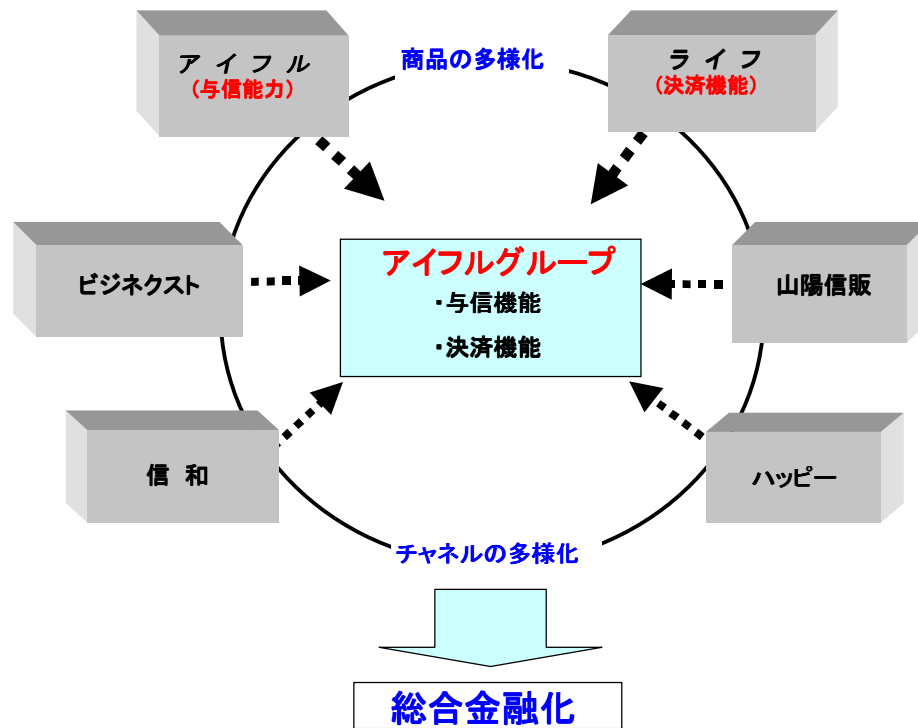 商品の多様化
アイフル
(与信能力)
ライフ
(決済機能)
アイフルグループ
・与信機能
・決済機能
ビジネクスト
山陽信販
信和
ハッピー
チャネルの多様化
総合金融化